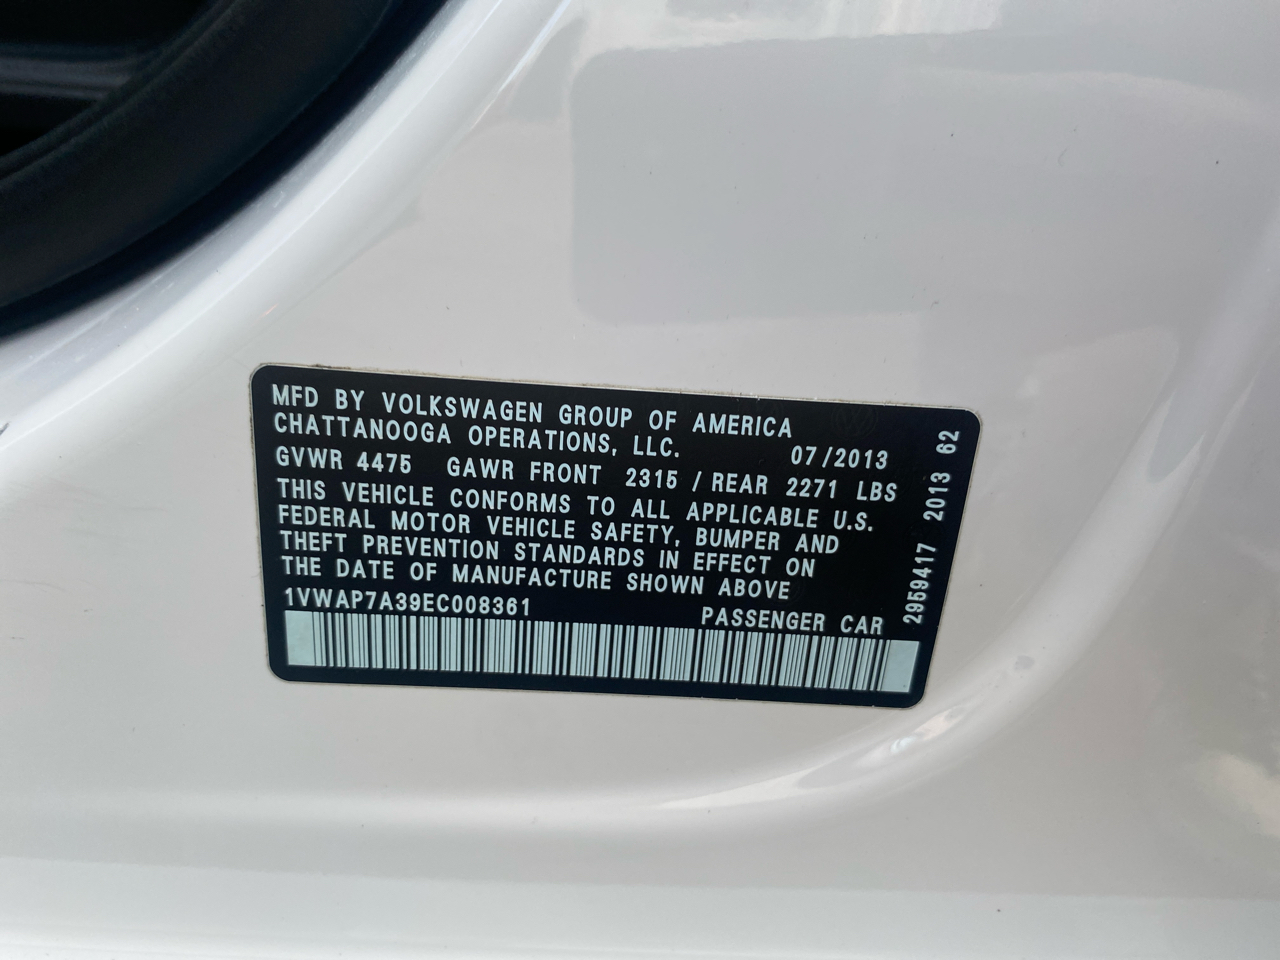 MFD BY VOLKSWAGEN GROUP OF AMERICA
CHATTANOOGA OPERATIONS, LLC. 07/2013
GVWR 4475 GAWR FRONT 2315 / REAR 2271 LBS
THIS VEHICLE CONFORMS TO ALL APPLICABLE U.S.
FEDERAL MOTOR VEHICLE SAFETY, BUMPER AND
THEFT PREVENTION STANDARDS IN EFFECT ON
THE DATE OF MANUFACTURE SHOWN ABOVE
1VWAP7A39EC008361 PASSENGER CAR
2959417 2013 62